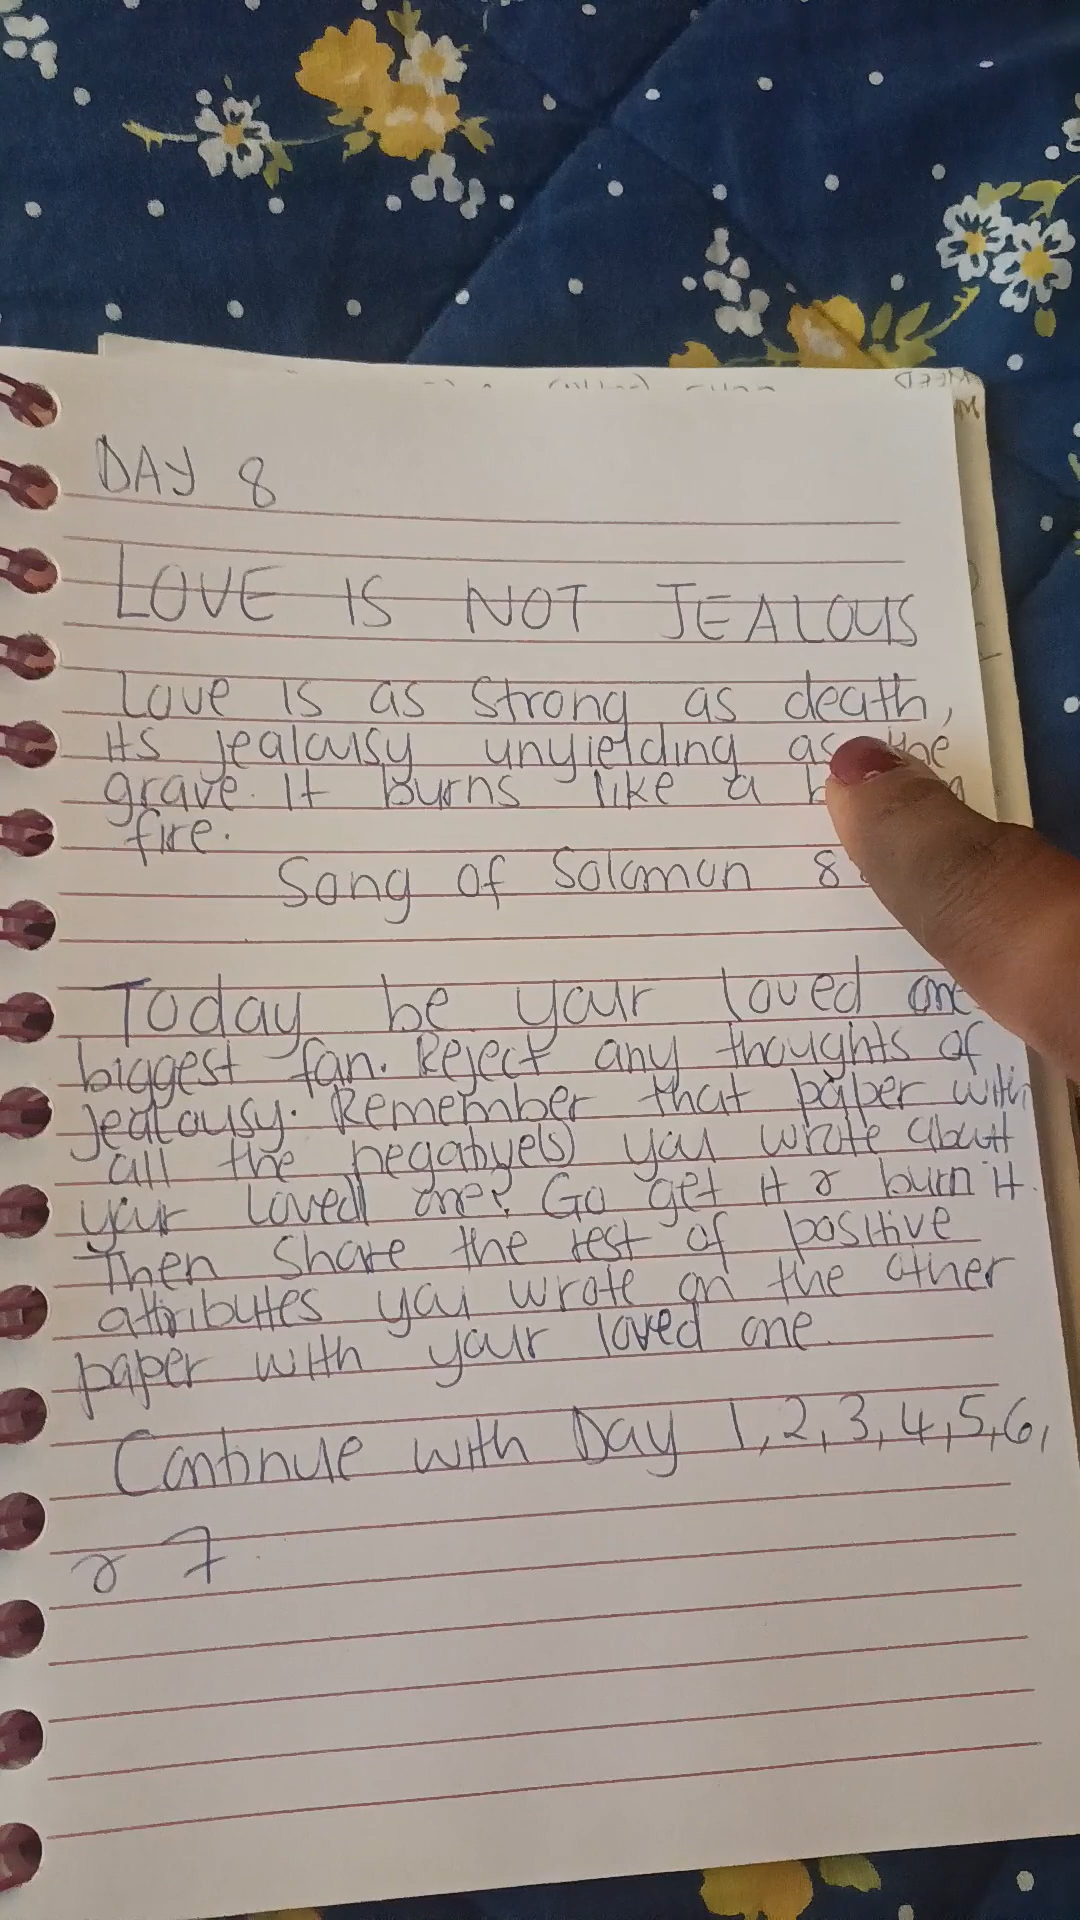 DAY 8
LOVE IS NOT JEALOUS
Love is as strong as death,
its jealousy unyielding as the
grave. It burns like a
fire.
Song of Solomon 8
Today be your loved one
biggest fan. Reject any thoughts of
jealousy. Remember that paper with
all the negatives) you wrote about
your loved one? Go get it & burn it.
Then share the rest of positive
attributes you wrote on the other
paper with your loved one.
Continue with Day 1,2,3,4,5,6,
& 7.